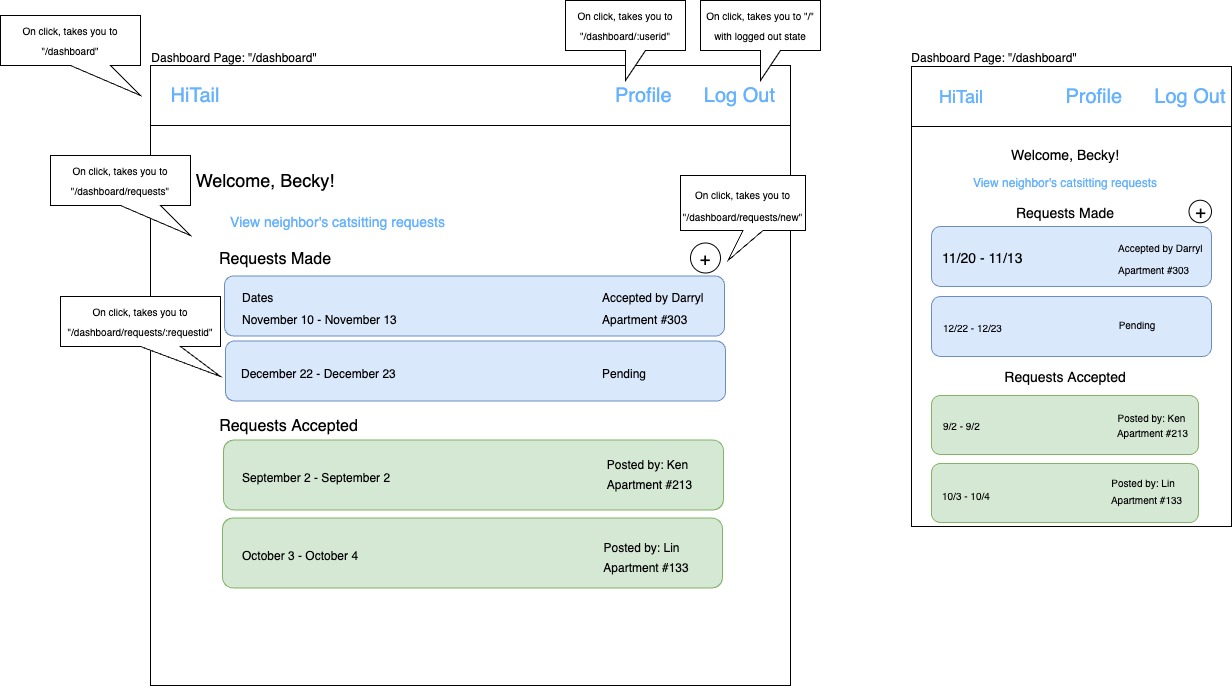 On click, takes you to
"/dashboard"
On click, takes you to
"/dashboard/:userid"
On click, takes you to "/"
with logged out state
Dashboard Page: "/dashboard"
HiTail
Profile
Log Out
On click, takes you to
"/dashboard/requests"
Welcome, Becky!
View neighbor's catsitting requests
On click, takes you to
"/dashboard/requests/new"
Requests Made
+
On click, takes you to
"/dashboard/requests/:requestid"
Dates
November 10 - November 13
Accepted by Darryl
Apartment #303
December 22 - December 23
Pending
Requests Accepted
September 2 - September 2
Posted by: Ken
Apartment #213
October 3 - October 4
Posted by: Lin
Apartment #133
Dashboard Page: "/dashboard"
HiTail
Profile
Log Out
Welcome, Becky!
View neighbor's catsitting requests
Requests Made
+
11/20 - 11/13
Accepted by Darryl
Apartment #303
12/22 - 12/23
Pending
Requests Accepted
9/2 - 9/2
Posted by: Ken
Apartment #213
10/3 - 10/4
Posted by: Lin
Apartment #133